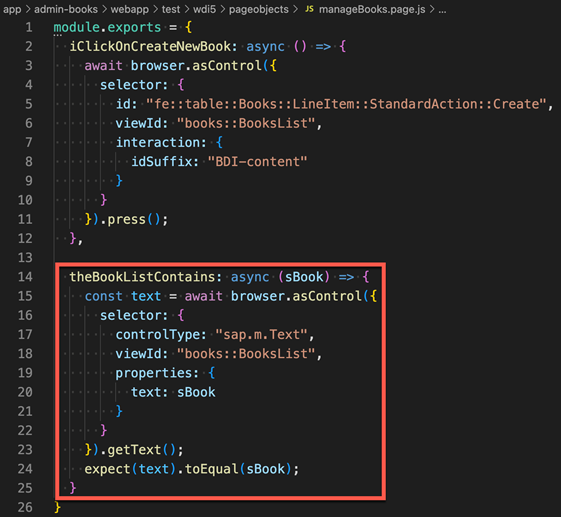 app > admin-books > webapp > test > wdi5 > pageobjects > JS manageBooks.page.js > ...
1 module.exports = {
2 iClickOnCreateNewBook: async () => {
3 await browser.asControl({
4 selector: {
5 id: "fe::table::Books::LineItem::StandardAction::Create",
6 viewId: "books::BooksList",
7 interaction: {
8 idSuffix: "BDI-content"
9 }
10 }
11 }).press();
12 },
13
14 theBookListContains: async (sBook) => {
15 const text = await browser.asControl({
16 selector: {
17 controlType: "sap.m.Text",
18 viewId: "books::BooksList",
19 properties: {
20 text: sBook
21 }
22 }
23 }).getText();
24 expect(text).toEqual(sBook);
25 }
26 }